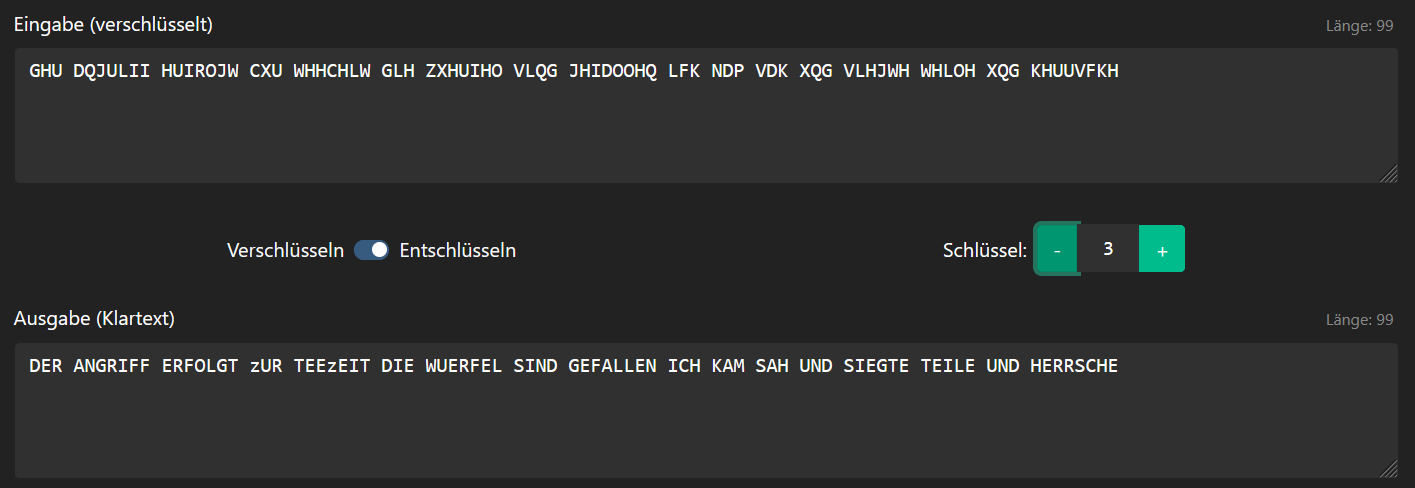 Eingabe (verschlüsselt)
Länge: 99
GHU DQJULII HUIROJW CXU WHHCHLW GLH ZXHUIHO VLQG JHIDOOHQ LFK NDP VDK XQG VLHJWH WHLOH XQG KHUUVFKH
Verschlüsseln Entschlüsseln
Schlüssel: - 3 +
Ausgabe (Klartext)
Länge: 99
DER ANGRIFF ERFOLGT zUR TEEzEIT DIE WUERFEL SIND GEFALLEN ICH KAM SAH UND SIEGTE TEILE UND HERRSCHE